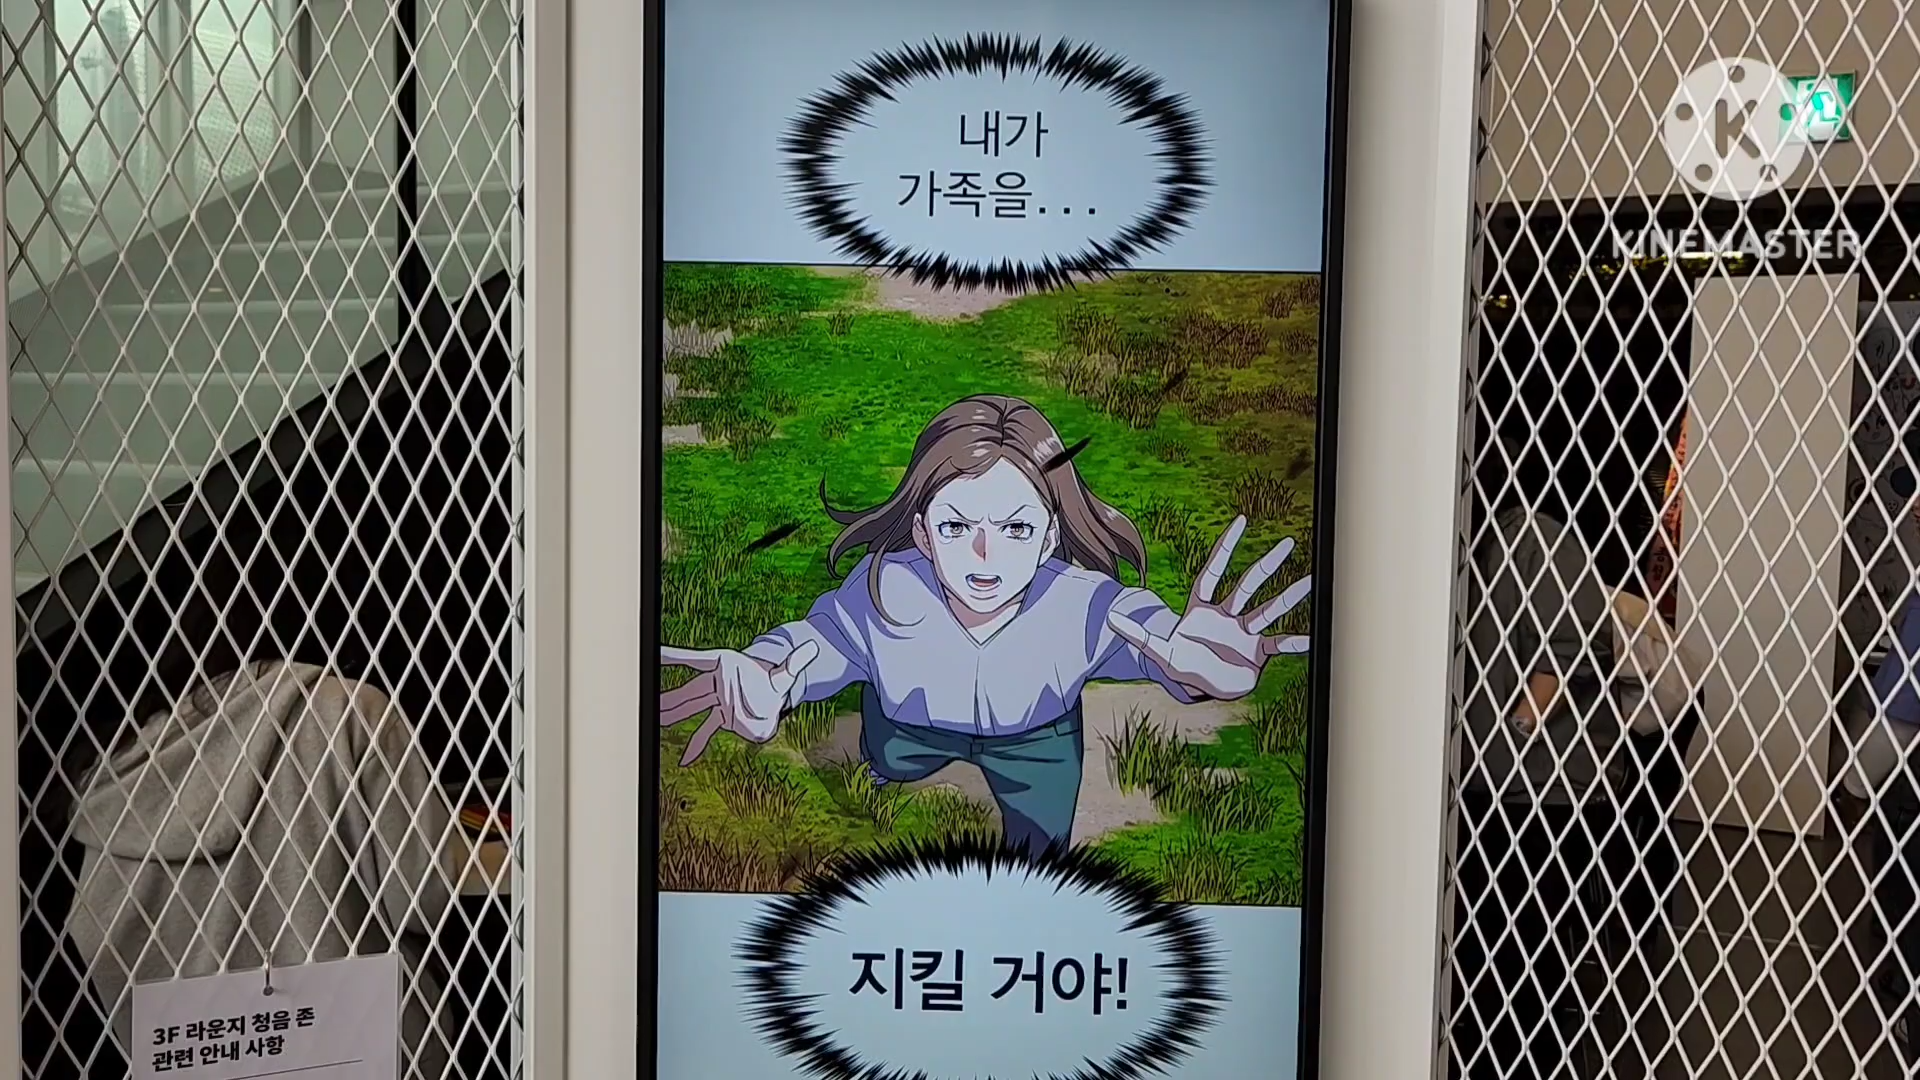 내가
가족을...
지킬 거야!
K
KINEMASTER
3F 라운지 청음 존
관련 안내 사항